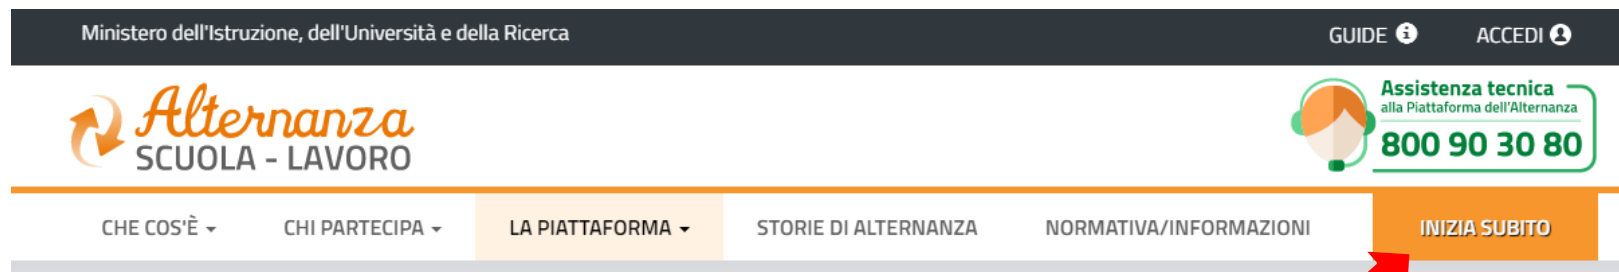 Ministero dell'Istruzione, dell'Università e della Ricerca
GUIDE
ACCEDI
Alternanza
SCUOLA - LAVORO
Assistenza tecnica
alla Piattaforma dell'Alternanza
800 90 30 80
CHE COS'È
CHI PARTECIPA
LA PIATTAFORMA
STORIE DI ALTERNANZA
NORMATIVA/INFORMAZIONI
INIZIA SUBITO